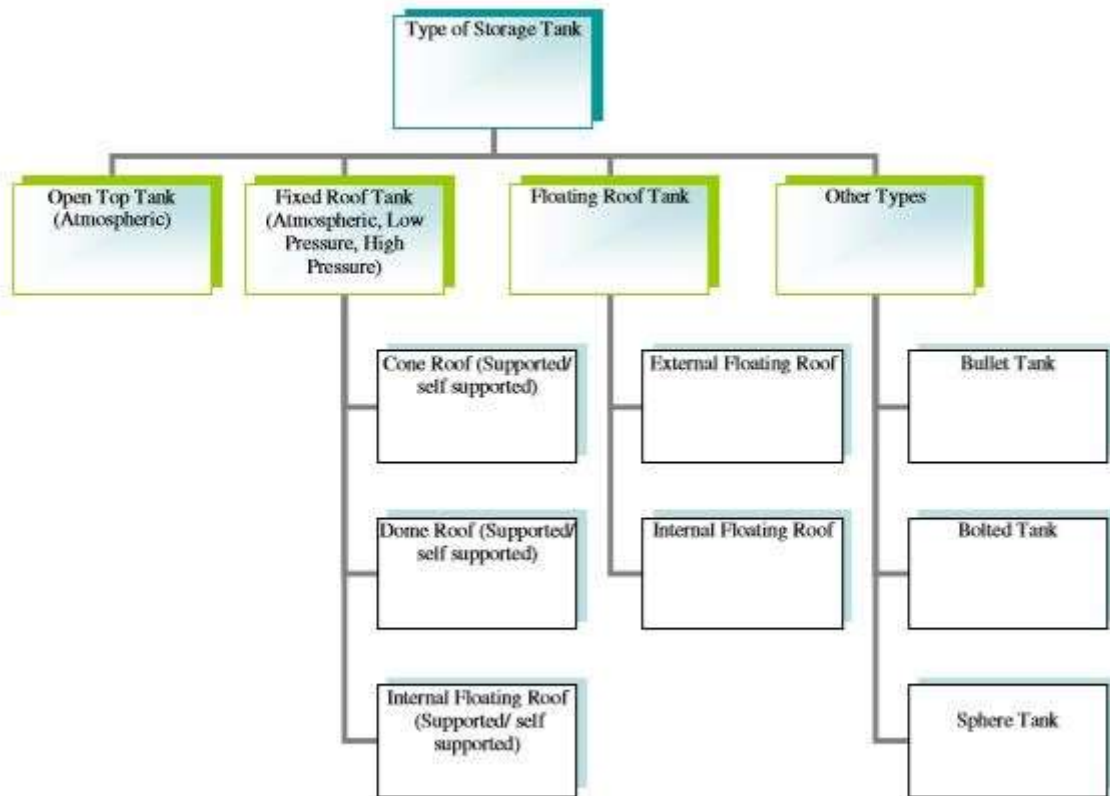 Type of Storage Tank
Open Top Tank
(Atmospheric)
Fixed Roof Tank
(Atmospheric, Low
Pressure, High
Pressure)
Floating Roof Tank
Other Types
Cone Roof (Supported/
self supported)
External Floating Roof
Bullet Tank
Dome Roof (Supported/
self supported)
Internal Floating Roof
Bolted Tank
Internal Floating Roof
(Supported/ self
supported)
Sphere Tank